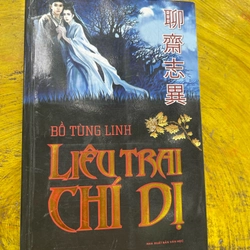 聊齋志異
BỒ TÙNG LINH
LIÊU TRAI
CHÍ DỊ